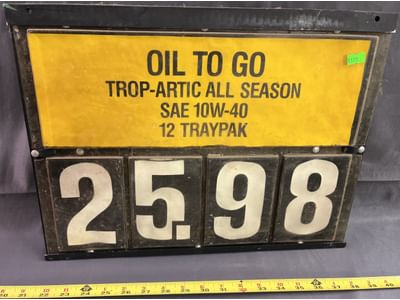 OIL TO GO
TROP-ARTIC ALL SEASON
SAE 10W-40
12 TRAYPAK
25.98